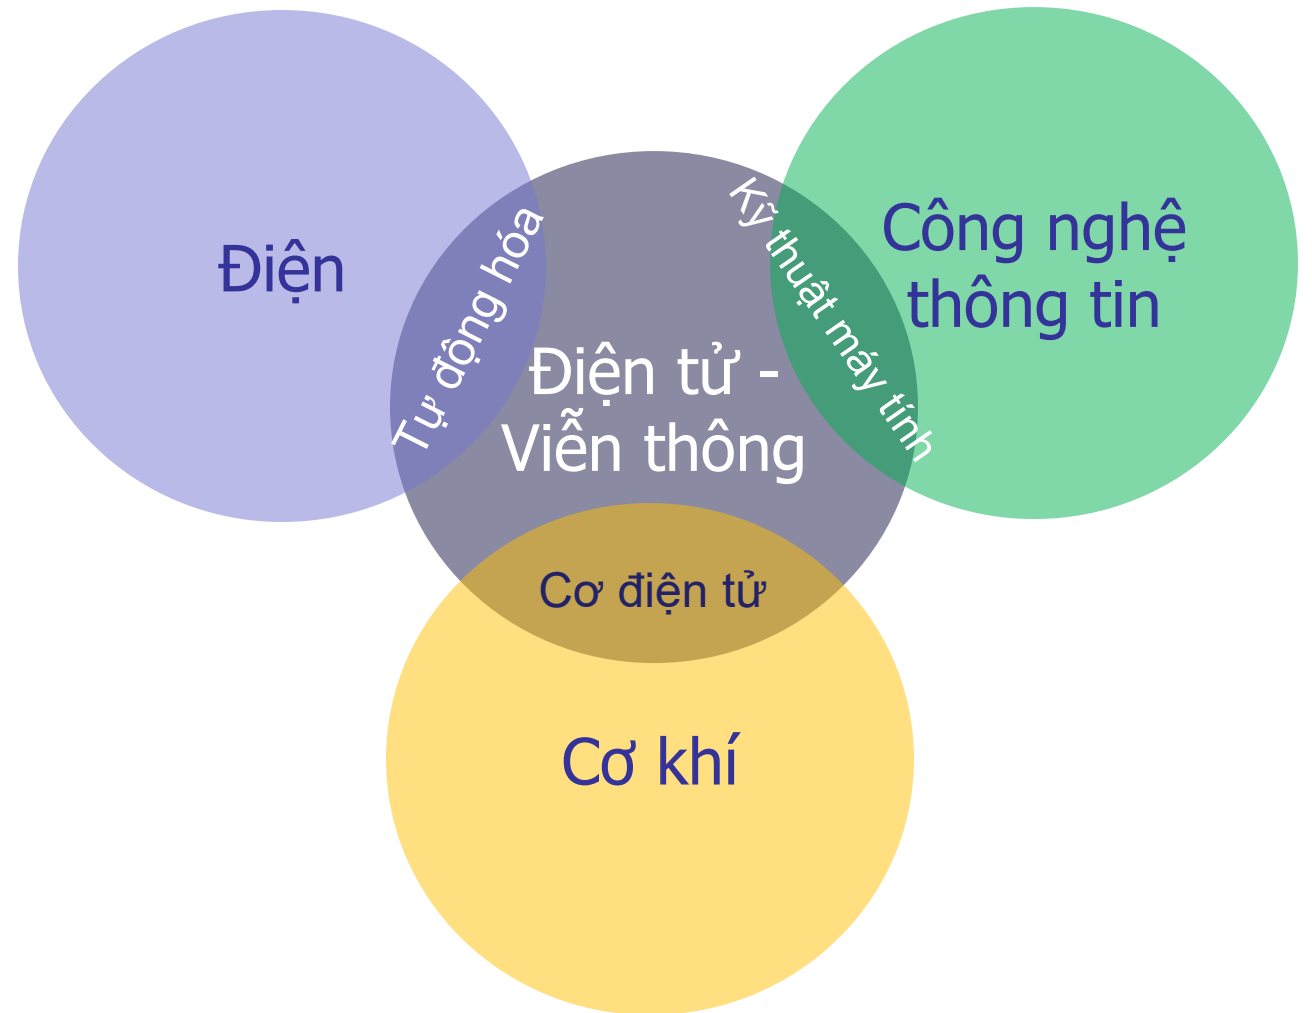 Điện
Tự động hóa
Điện tử -
Viễn thông
Kỹ thuật máy tính
Công nghệ
thông tin
Cơ điện tử
Cơ khí